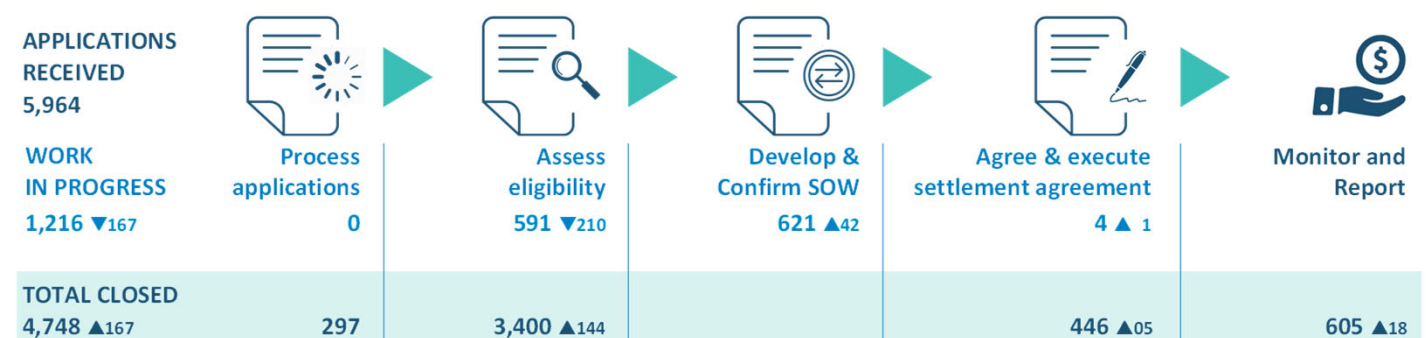 APPLICATIONS
RECEIVED
5,964
WORK
IN PROGRESS
1,216 ▼167
Process
applications
0
Assess
eligibility
591 ▼210
Develop &
Confirm SOW
621 ▲42
Agree & execute
settlement agreement
4 ▲ 1
Monitor and
Report
TOTAL CLOSED
4,748 ▲167
297
3,400 ▲144
446 ▲05
605 ▲18